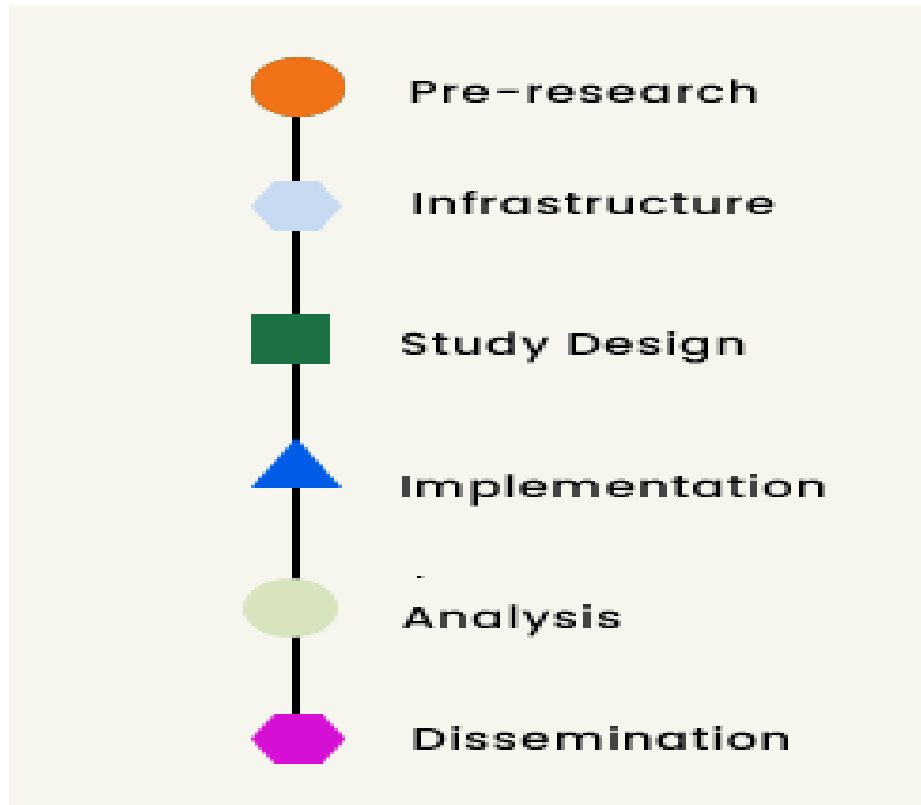 Pre-research
Infrastructure
Study Design
Implementation
Analysis
Dissemination